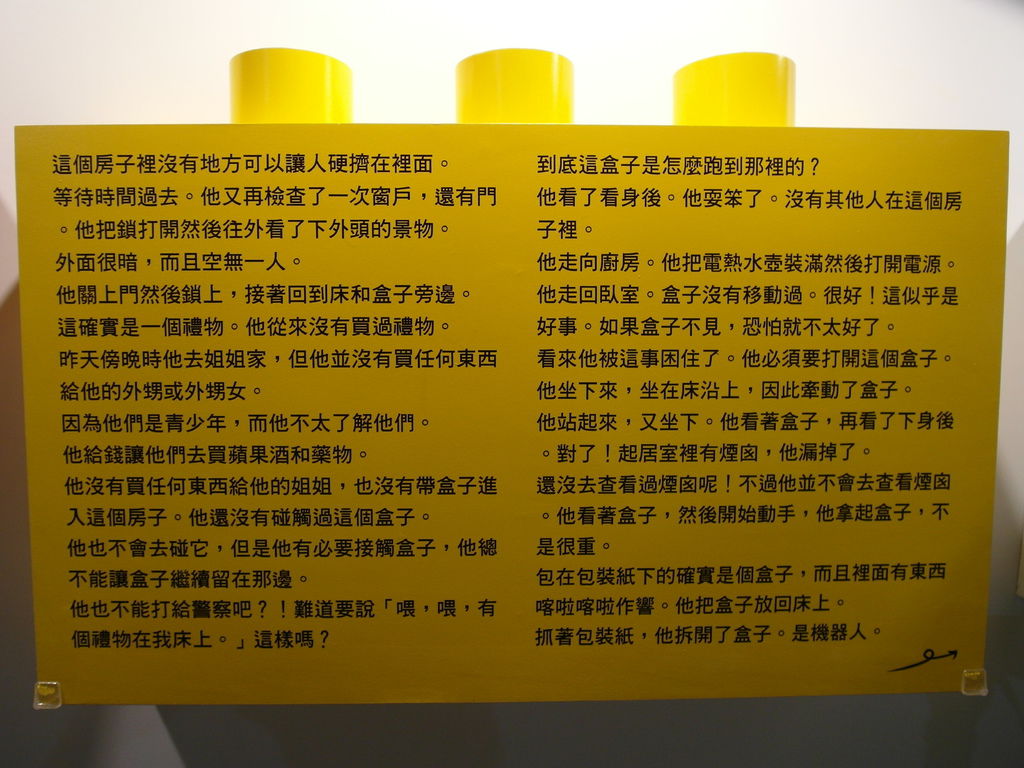 這個房子裡沒有地方可以讓人硬擠在裡面。
等待時間過去。他又再檢查了一次窗戶，還有門
。他把鎖打開然後往外看了下外頭的景物。
外面很暗，而且空無一人。
他關上門然後鎖上，接著回到床和盒子旁邊。
這確實是一個禮物。他從來沒有買過禮物。
昨天傍晚時他去姐姐家，但他並沒有買任何東西
給他的外甥或外甥女。
因為他們是青少年，而他不太了解他們。
他給錢讓他們去買蘋果酒和藥物。
他沒有買任何東西給他的姐姐，也沒有帶盒子進
入這個房子。他還沒有碰觸過這個盒子。
他也不會去碰它，但是他有必要接觸盒子，他總
不能讓盒子繼續留在那邊。
他也不能打給警察吧？！難道要說「喂，喂，有
個禮物在我床上。」這樣嗎？
到底這盒子是怎麼跑到那裡的？
他看了看身後。他耍笨了。沒有其他人在這個房
子裡。
他走向廚房。他把電熱水壺裝滿然後打開電源。
他走回臥室。盒子沒有移動過。很好！這似乎是
好事。如果盒子不見，恐怕就不太好了。
看來他被這事困住了。他必須要打開這個盒子。
他坐下來，坐在床沿上，因此牽動了盒子。
他站起來，又坐下。他看著盒子，再看了下身後
。對了！起居室裡有煙囪，他漏掉了。
還沒去查看過煙囪呢！不過他並不會去查看煙囪
。他看著盒子，然後開始動手，他拿起盒子，不
是很重。
包在包裝紙下的確實是個盒子，而且裡面有東西
喀啦喀啦作響。他把盒子放回床上。
抓著包裝紙，他拆開了盒子。是機器人。